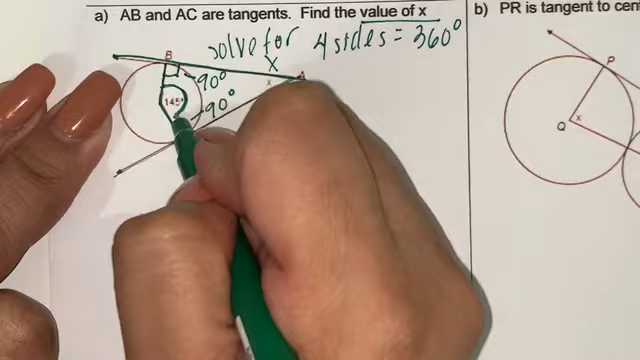 a) AB and AC are tangents. Find the value of x
b) PR is tangent to cent
solve for 4 sides = 360°
B
X
A
90°
x
145°
90°
P
Q
x